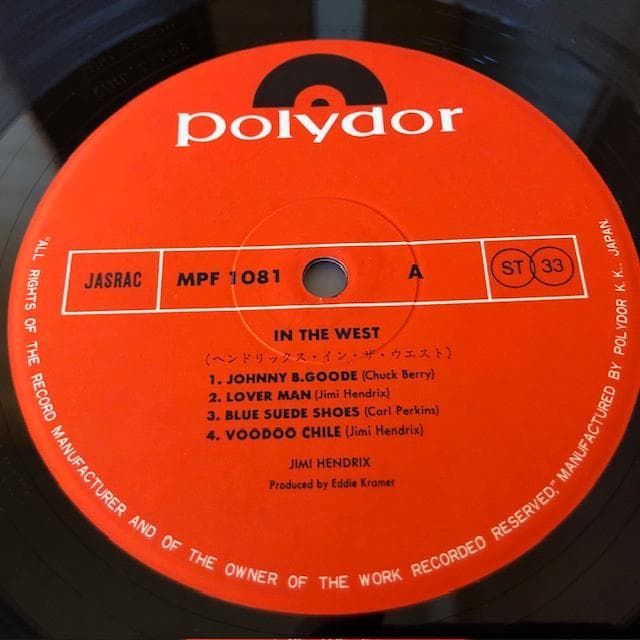 polydor
JASRAC
MPF 1081
A
ST 33
IN THE WEST
(ヘンドリックス・イン・ザ・ウエスト)
1. JOHNNY B.GOODE (Chuck Berry)
2. LOVER MAN (Jimi Hendrix)
3. BLUE SUEDE SHOES (Carl Perkins)
4. VOODOO CHILE (Jimi Hendrix)
JIMI HENDRIX
Produced by Eddie Kramer
"ALL RIGHTS OF THE RECORD MANUFACTURER AND OF THE OWNER OF THE WORK RECORDED RESERVED," MANUFACTURED BY POLYDOR K.K., JAPAN.